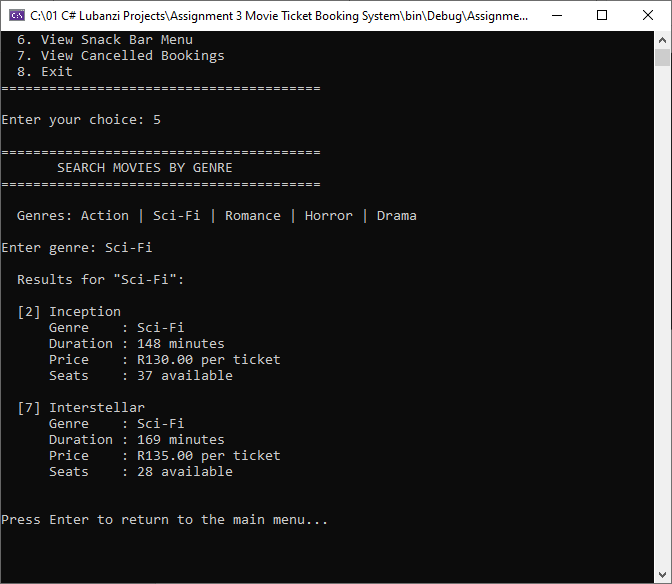 C:\01 C# Lubanzi Projects\Assignment 3 Movie Ticket Booking System\bin\Debug\Assignme...
6. View Snack Bar Menu
7. View Cancelled Bookings
8. Exit
========================================
Enter your choice: 5
========================================
SEARCH MOVIES BY GENRE
========================================
Genres: Action | Sci-Fi | Romance | Horror | Drama
Enter genre: Sci-Fi
Results for "Sci-Fi":
[2] Inception
Genre    : Sci-Fi
Duration : 148 minutes
Price    : R130.00 per ticket
Seats    : 37 available
[7] Interstellar
Genre    : Sci-Fi
Duration : 169 minutes
Price    : R135.00 per ticket
Seats    : 28 available
Press Enter to return to the main menu...